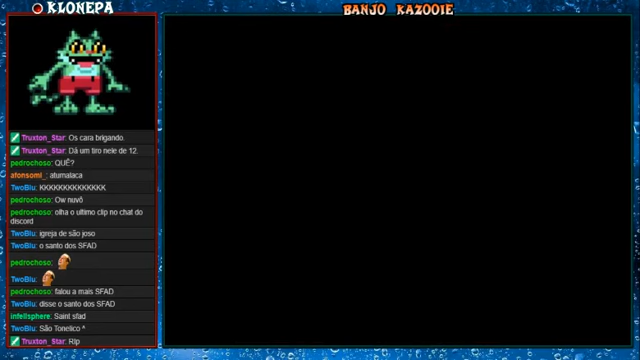 KLONEPA
BANJO KAZOOIE
Truxton_Star: Os cara brigando.
Truxton_Star: Dá um tiro nele de 12.
pedrochoso: QUÊ?
afonsomi_: atumalaca
TwoBlu: KKKKKKKKKKKKKK
pedrochoso: Ow nuvô
pedrochoso: olha o ultimo clip no chat do
discord
TwoBlu: igreja de são joso
TwoBlu: o santo dos SFAD
pedrochoso:
TwoBlu:
pedrochoso: falou a mais SFAD
TwoBlu: disse o santo dos SFAD
infelisphere: Saint sfad
TwoBlu: São Tonelico ^
Truxton_Star: Rip